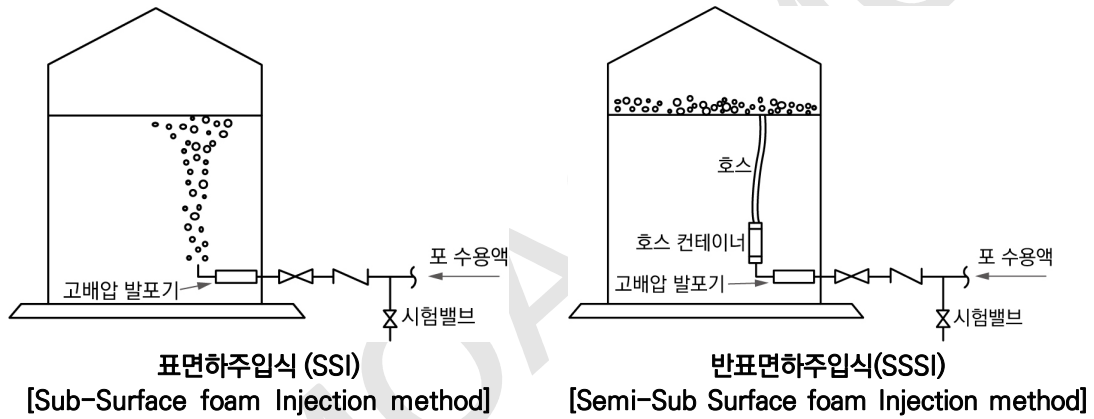 고배압 발포기
포 수용액
시험밸브
표면하주입식 (SSI)
[Sub-Surface foam Injection method]
호스
호스 컨테이너
고배압 발포기
포 수용액
시험밸브
반표면하주입식(SSSI)
[Semi-Sub Surface foam Injection method]